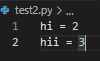 test2.py > ...
1 hi = 2
2 hii = 3